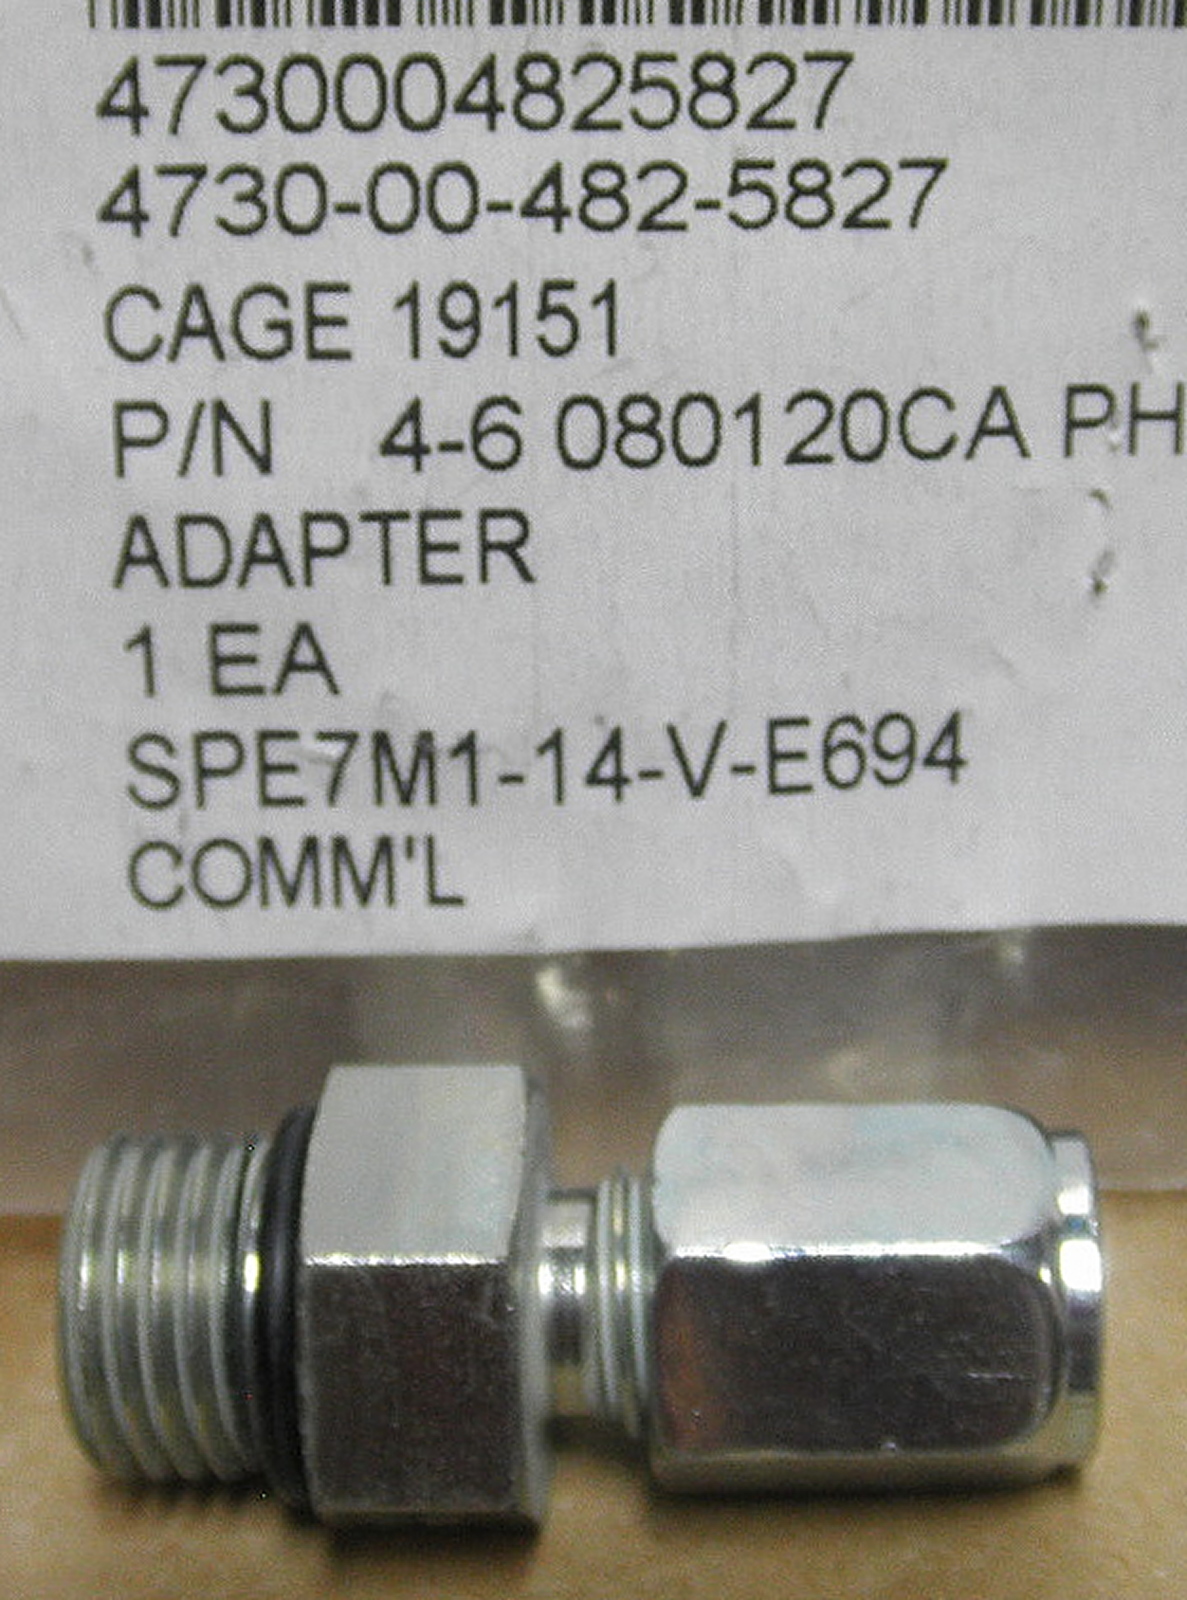 4730004825827
4730-00-482-5827
CAGE 19151
P/N 4-6 080120CA PH
ADAPTER
1 EA
SPE7M1-14-V-E694
COMM'L